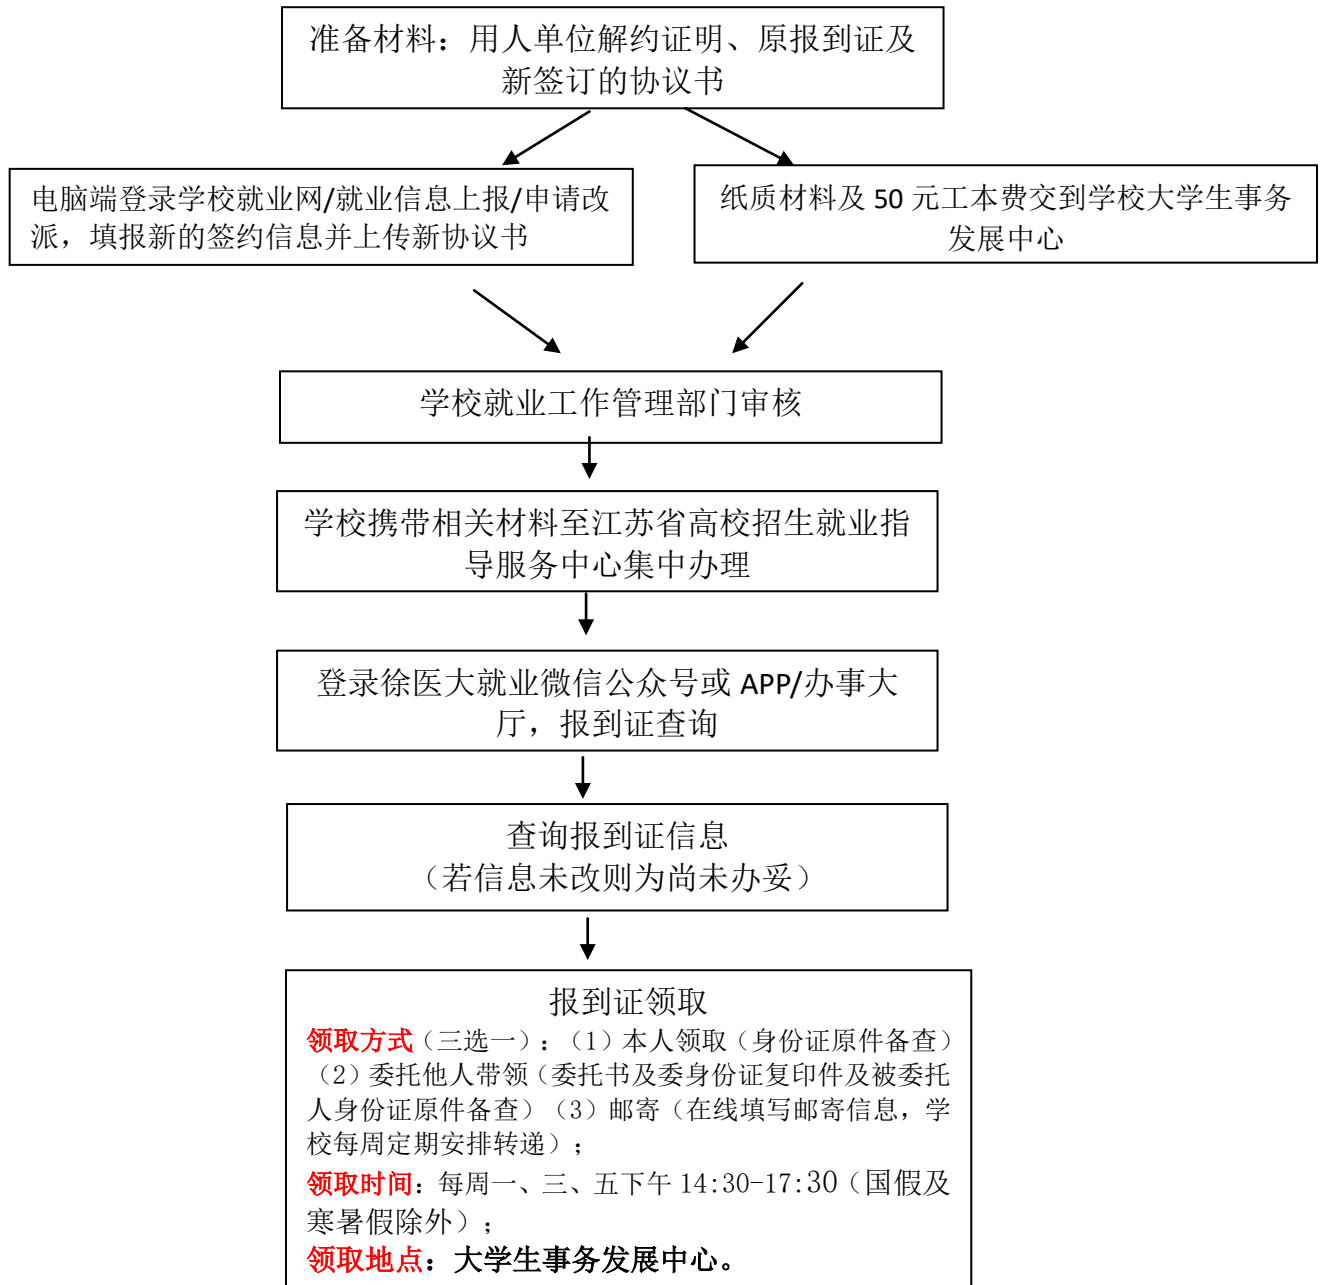 准备材料：用人单位解约证明、原报到证及
新签订的协议书
电脑端登录学校就业网/就业信息上报/申请改
派，填报新的签约信息并上传新协议书
纸质材料及 50 元工本费交到学校大学生事务
发展中心
学校就业工作管理部门审核
学校携带相关材料至江苏省高校招生就业指
导服务中心集中办理
登录徐医大就业微信公众号或 APP/办事大
厅，报到证查询
查询报到证信息
（若信息未改则为尚未办妥）
报到证领取
领取方式（三选一）：（1）本人领取（身份证原件备查）
（2）委托他人带领（委托书及委身份证复印件及被委托
人身份证原件备查）（3）邮寄（在线填写邮寄信息，学
校每周定期安排转递）；
领取时间：每周一、三、五下午 14:30-17:30（国假及
寒暑假除外）；
领取地点：大学生事务发展中心。